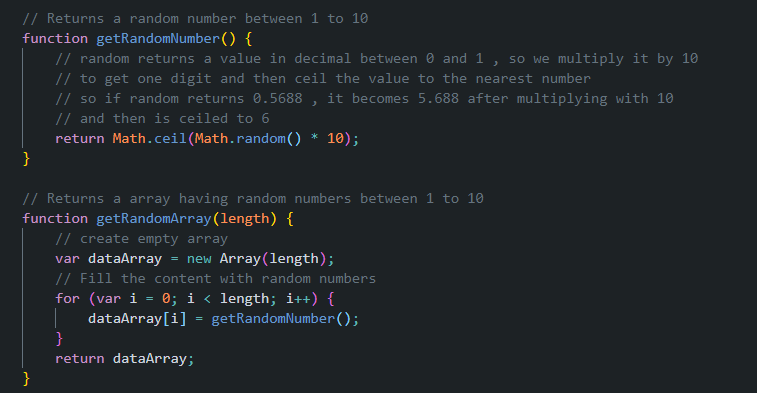 // Returns a random number between 1 to 10
function getRandomNumber() {
    // random returns a value in decimal between 0 and 1 , so we multiply it by 10
    // to get one digit and then ceil the value to the nearest number
    // so if random returns 0.5688 , it becomes 5.688 after multiplying with 10
    // and then is ceiled to 6
    return Math.ceil(Math.random() * 10);
}

// Returns a array having random numbers between 1 to 10
function getRandomArray(length) {
    // create empty array
    var dataArray = new Array(length);
    // Fill the content with random numbers
    for (var i = 0; i < length; i++) {
        dataArray[i] = getRandomNumber();
    }
    return dataArray;
}